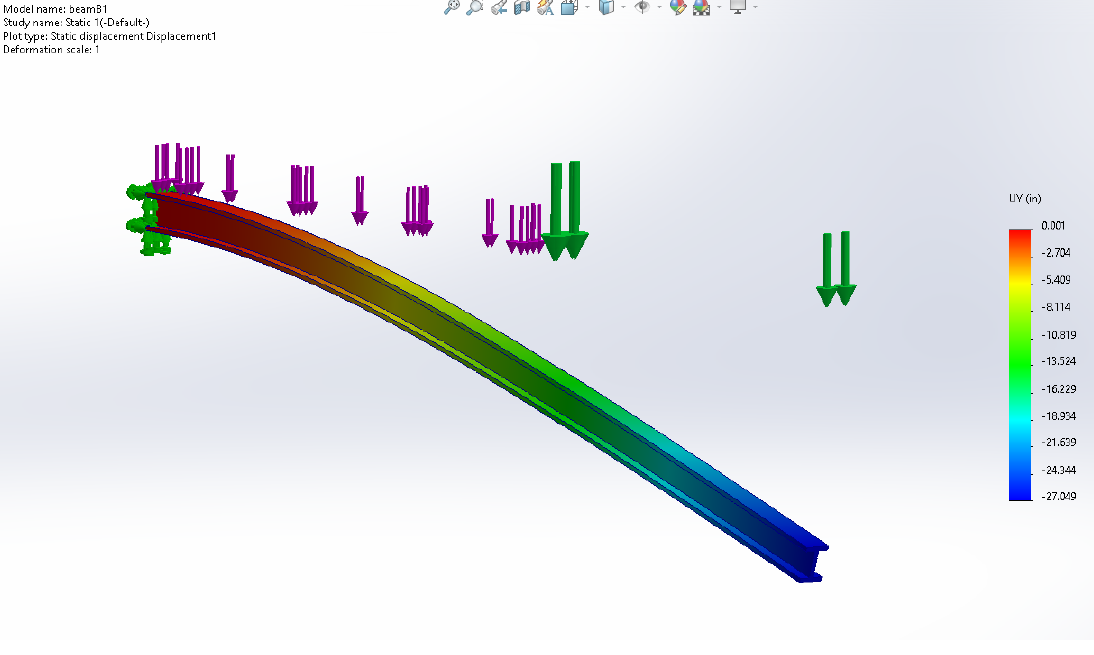 Model name: beamB1
Study name: Static 1(-Default-)
Plot type: Static displacement Displacement1
Deformation scale: 1
UY (in)
0.001
-2.704
-5.409
-8.114
-10.819
-13.524
-16.229
-18.934
-21.639
-24.344
-27.049